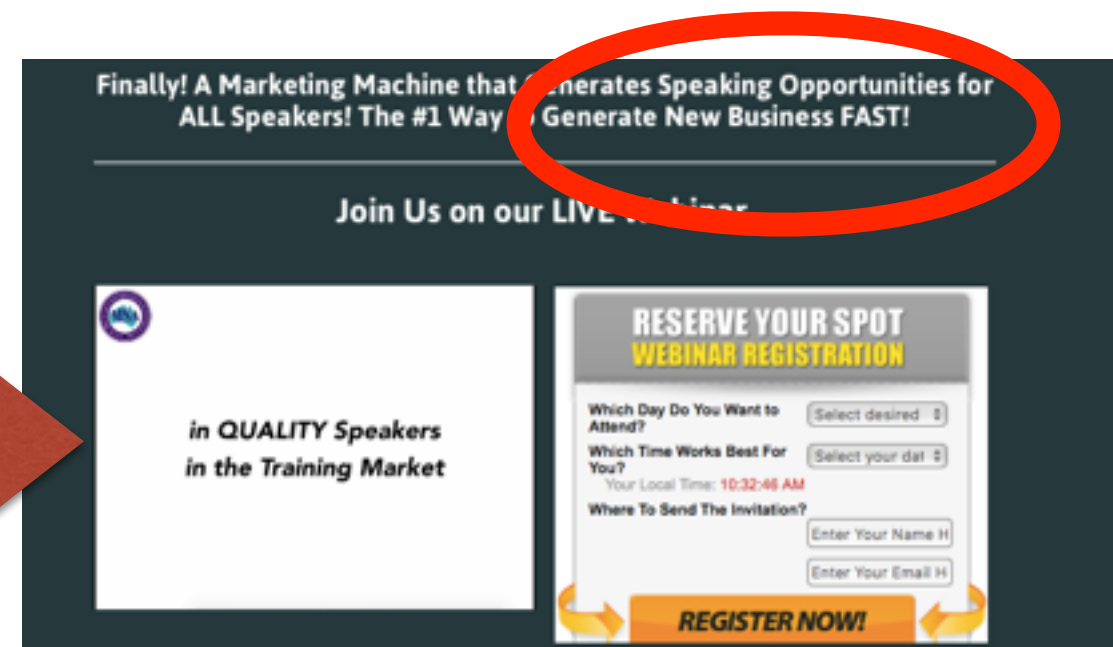 Finally! A Marketing Machine that Generates Speaking Opportunities for
ALL Speakers! The #1 Way Generate New Business FAST!
Join Us on our LIVE Webinar
in QUALITY Speakers
in the Training Market
RESERVE YOUR SPOT
WEBINAR REGISTRATION
Which Day Do You Want to
Attend?
Select desired
Which Time Works Best For
You?
Select your dat
Your Local Time: 10:32:46 AM
Where To Send The Invitation?
Enter Your Name H
Enter Your Email H
REGISTER NOW!